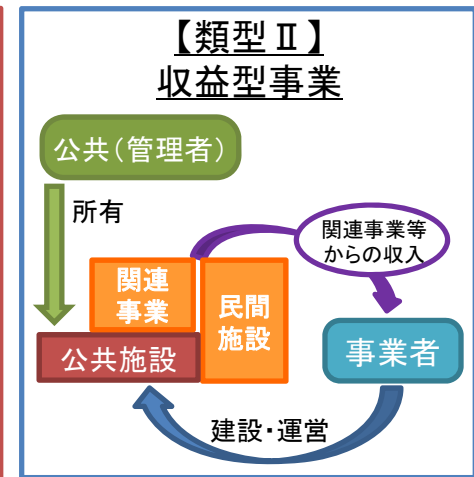 【類型Ⅱ】
収益型事業
公共(管理者)
所有
関連事業等
からの収入
関連
事業
民間
施設
公共施設
事業者
建設・運営